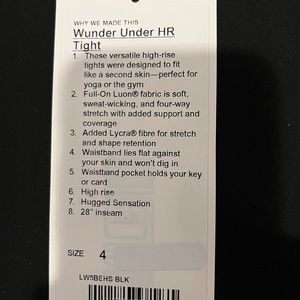 WHY WE MADE THIS
Wunder Under HR
Tight
1. These versatile high-rise
tights were designed to fit
like a second skin—perfect for
yoga or the gym
2. Full-On Luon® fabric is soft,
sweat-wicking, and four-way
stretch with added support and
coverage
3. Added Lycra® fibre for stretch
and shape retention
4. Waistband lies flat against
your skin and won't dig in
5. Waistband pocket holds your key
or card
6. High rise
7. Hugged Sensation
8. 28" inseam
SIZE 4
LW5BEHS BLK